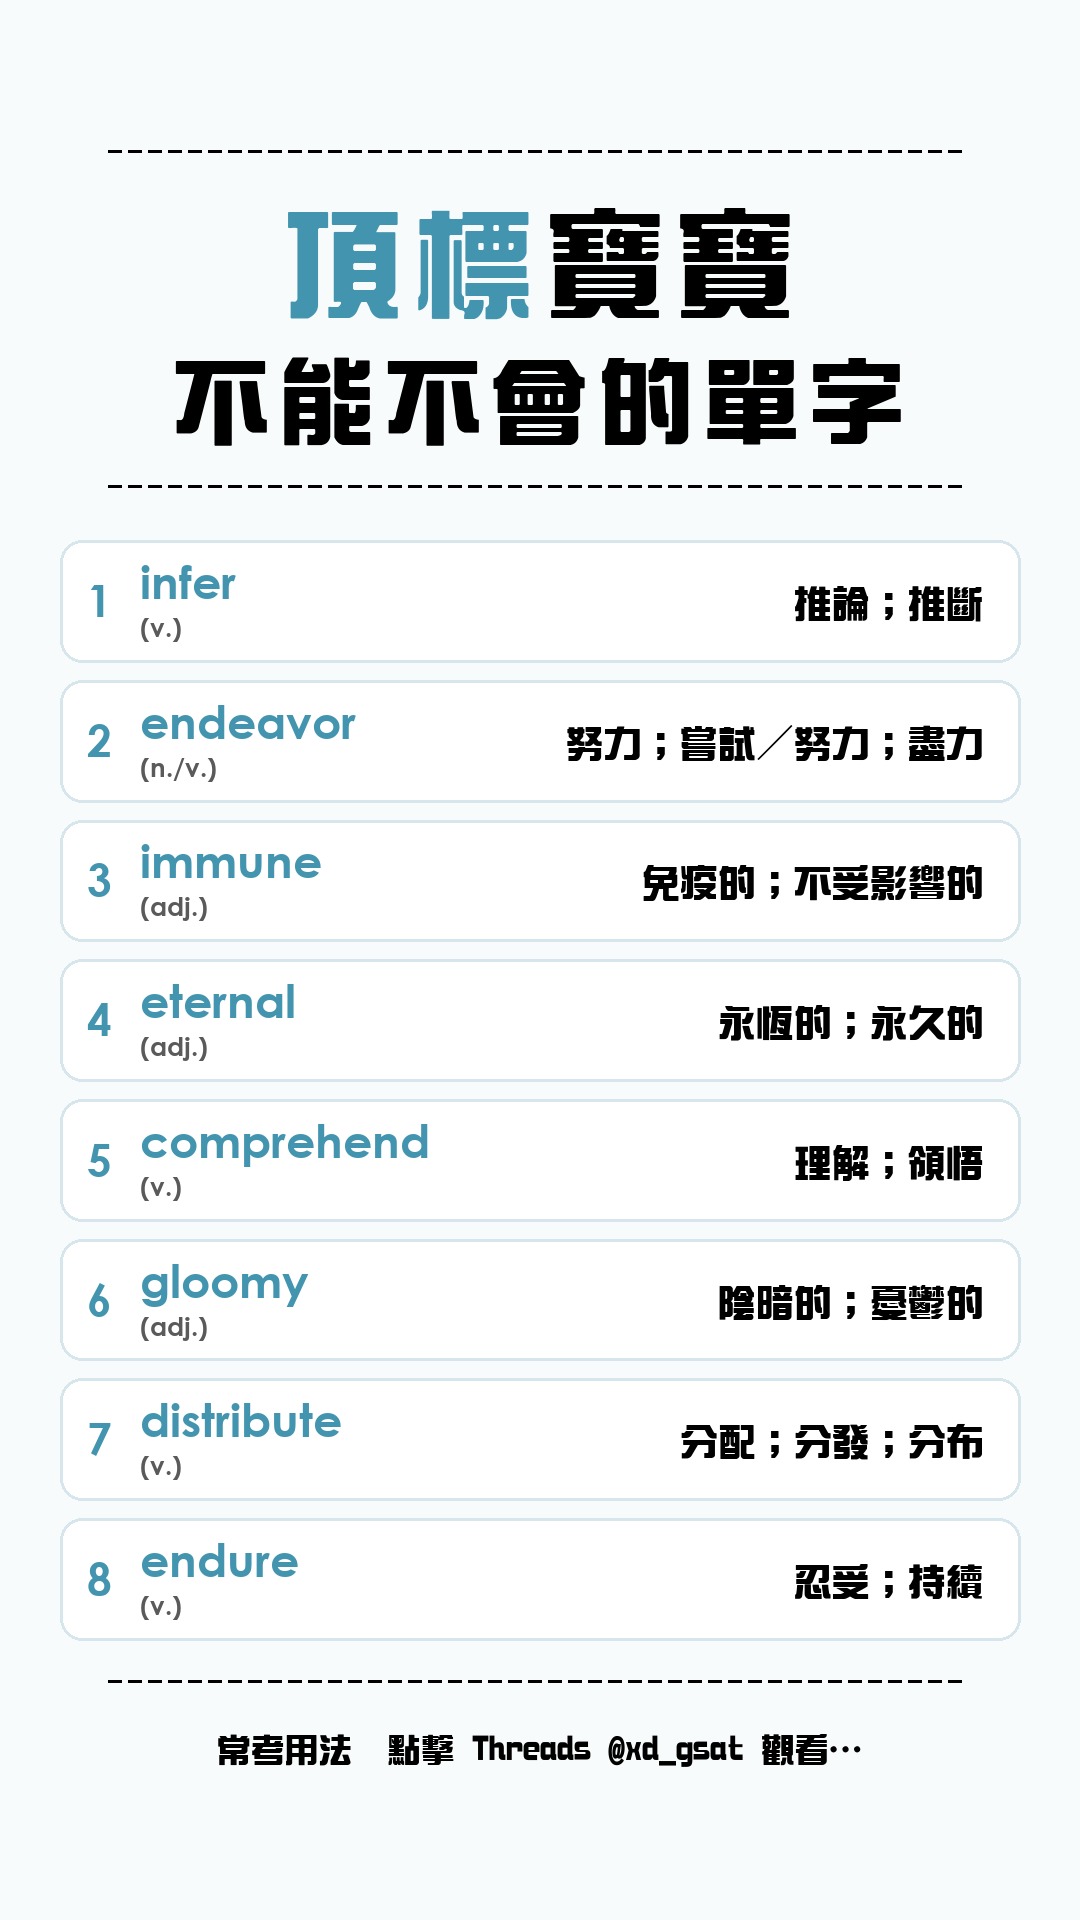 頂標寶寶
不能不會的單字
1 infer (v.) 推論；推斷
2 endeavor (n./v.) 努力；嘗試／努力；盡力
3 immune (adj.) 免疫的；不受影響的
4 eternal (adj.) 永恆的；永久的
5 comprehend (v.) 理解；領悟
6 gloomy (adj.) 陰暗的；憂鬱的
7 distribute (v.) 分配；分發；分布
8 endure (v.) 忍受；持續
常考用法　點擊 Threads @xd_gsat 觀看…